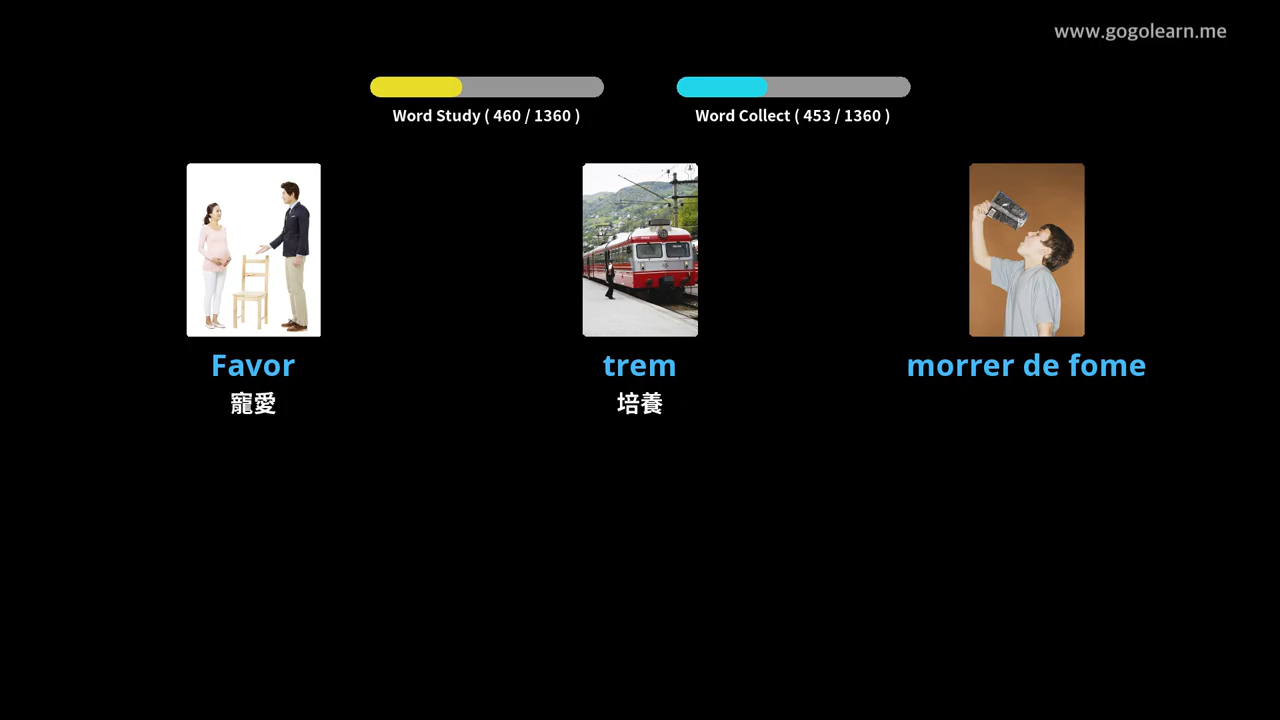 www.gogolearn.me
Word Study ( 460 / 1360 )
Word Collect ( 453 / 1360 )
Favor
寵愛
trem
培養
morrer de fome